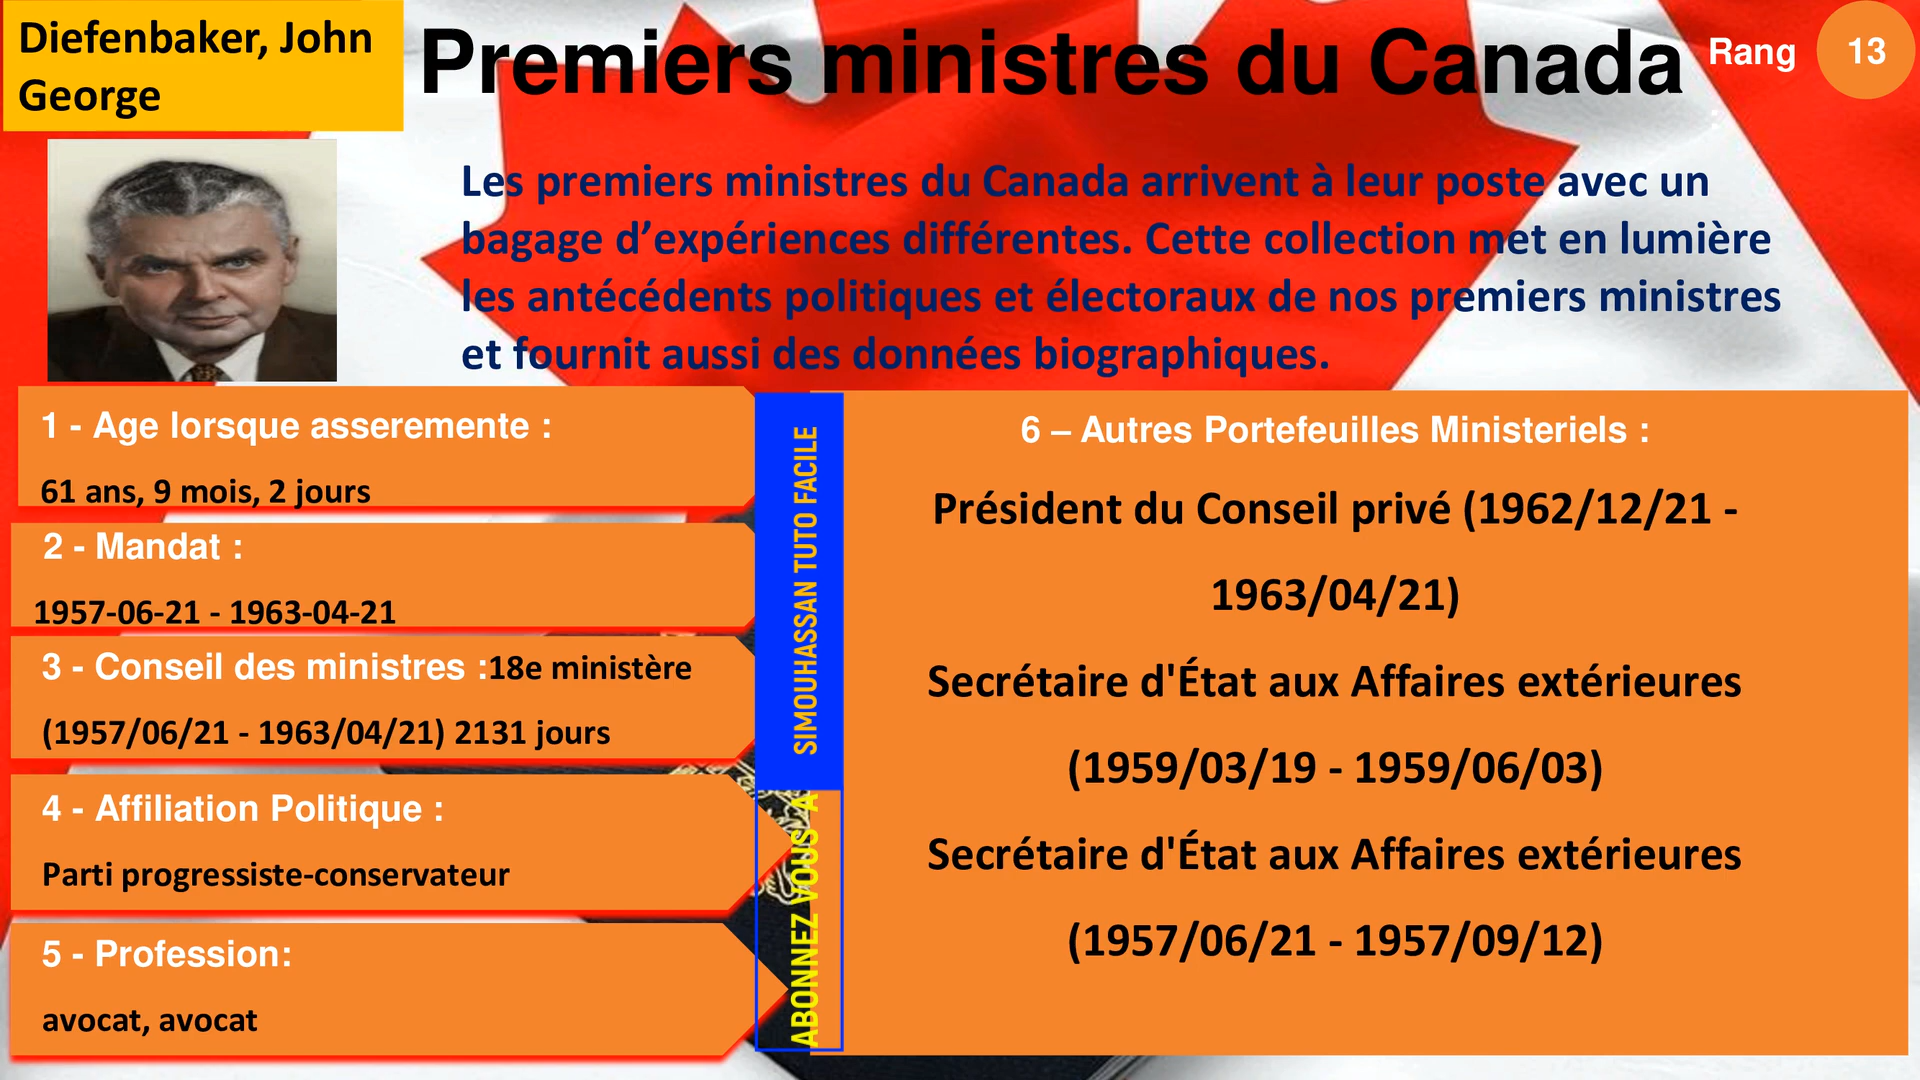 Diefenbaker, John
George
Premiers ministres du Canada
Rang
13
Les premiers ministres du Canada arrivent à leur poste avec un
bagage d’expériences différentes. Cette collection met en lumière
les antécédents politiques et électoraux de nos premiers ministres
et fournit aussi des données biographiques.
1 - Age lorsque asseremente :
61 ans, 9 mois, 2 jours
2 - Mandat :
1957-06-21 - 1963-04-21
3 - Conseil des ministres :18e ministère
(1957/06/21 - 1963/04/21) 2131 jours
4 - Affiliation Politique :
Parti progressiste-conservateur
5 - Profession:
avocat, avocat
ABONNEZ VOUS A
SIMOUHASSAN TUTO FACILE
6 – Autres Portefeuilles Ministeriels :
Président du Conseil privé (1962/12/21 -
1963/04/21)
Secrétaire d'État aux Affaires extérieures
(1959/03/19 - 1959/06/03)
Secrétaire d'État aux Affaires extérieures
(1957/06/21 - 1957/09/12)